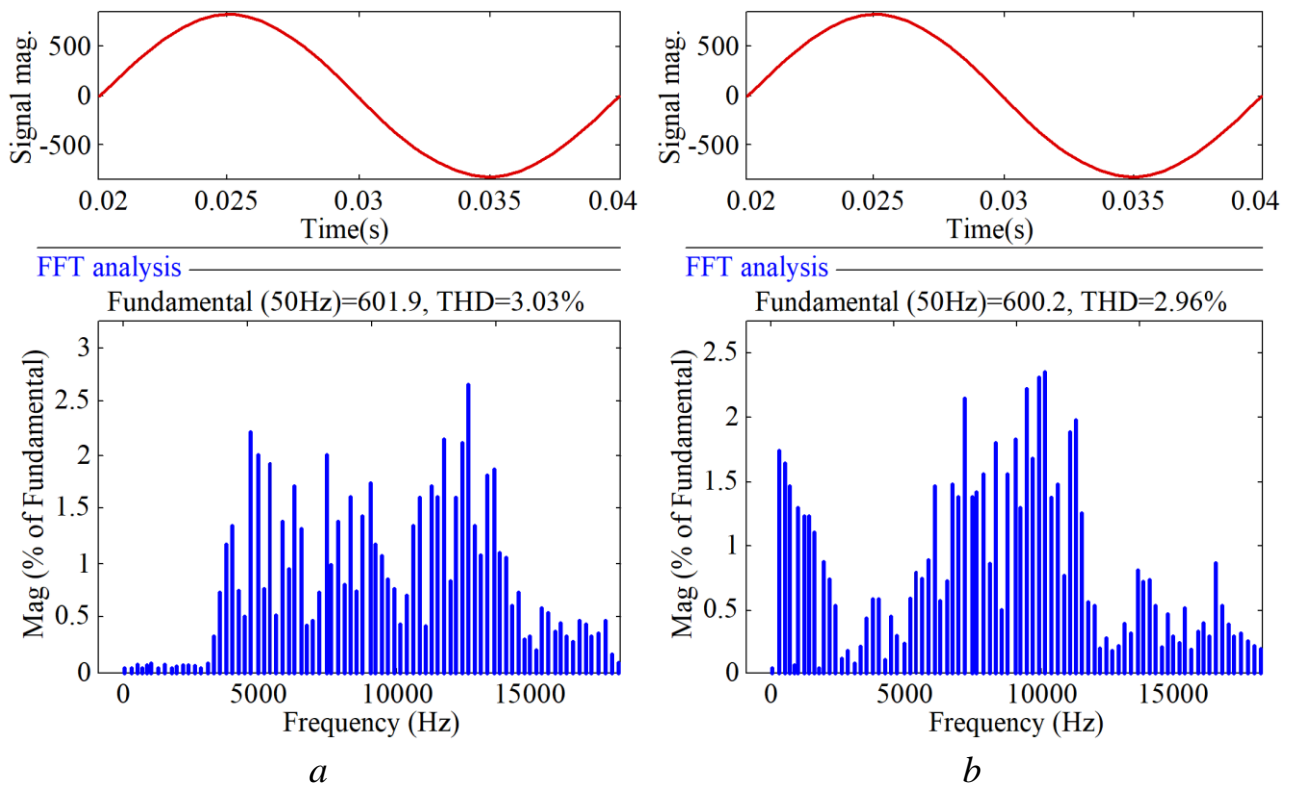 Signal mag.
500
0
-500
0.02 0.025 0.03 0.035 0.04
Time(s)
FFT analysis
Fundamental (50Hz)=601.9, THD=3.03%
Mag (% of Fundamental)
3
2.5
2
1.5
1
0.5
0
0 5000 10000 15000
Frequency (Hz)
a
Signal mag.
500
0
-500
0.02 0.025 0.03 0.035 0.04
Time(s)
FFT analysis
Fundamental (50Hz)=600.2, THD=2.96%
Mag (% of Fundamental)
2.5
2
1.5
1
0.5
0
0 5000 10000 15000
Frequency (Hz)
b